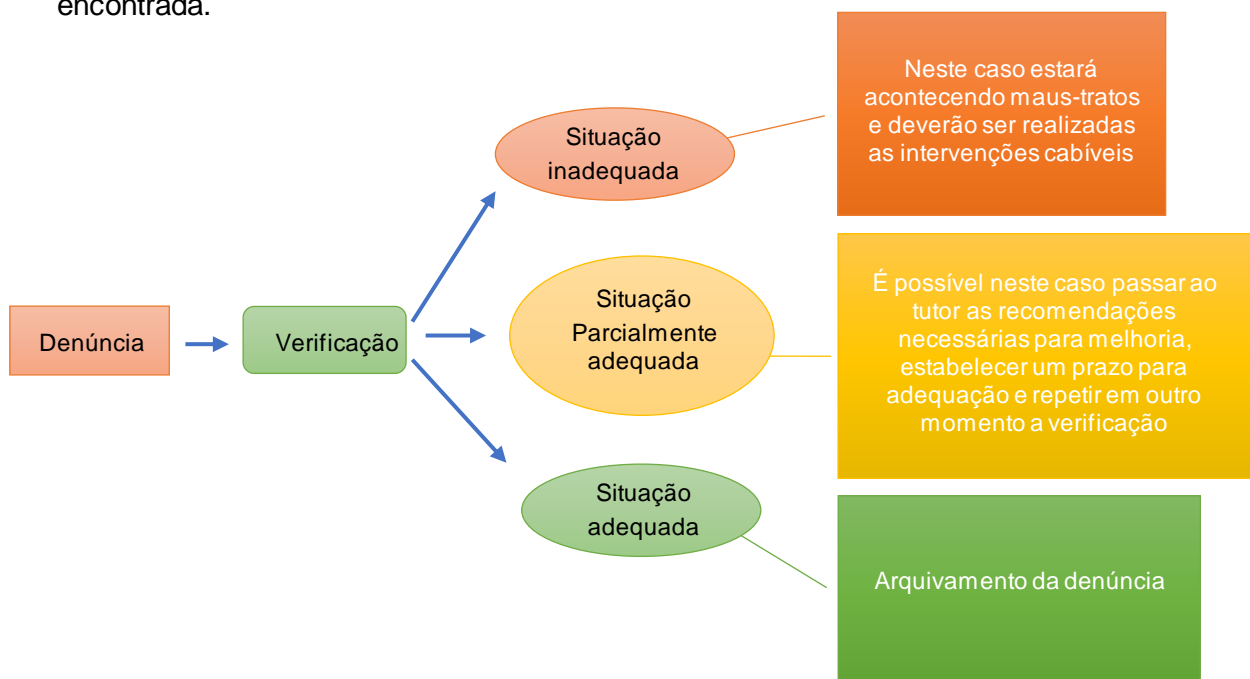 encontrada.
Denúncia
Verificação
Situação
inadequada
Neste caso estará
acontecendo maus-tratos
e deverão ser realizadas
as intervenções cabíveis
Situação
Parcialmente
adequada
É possível neste caso passar ao
tutor as recomendações
necessárias para melhoria,
estabelecer um prazo para
adequação e repetir em outro
momento a verificação
Situação
adequada
Arquivamento da denúncia